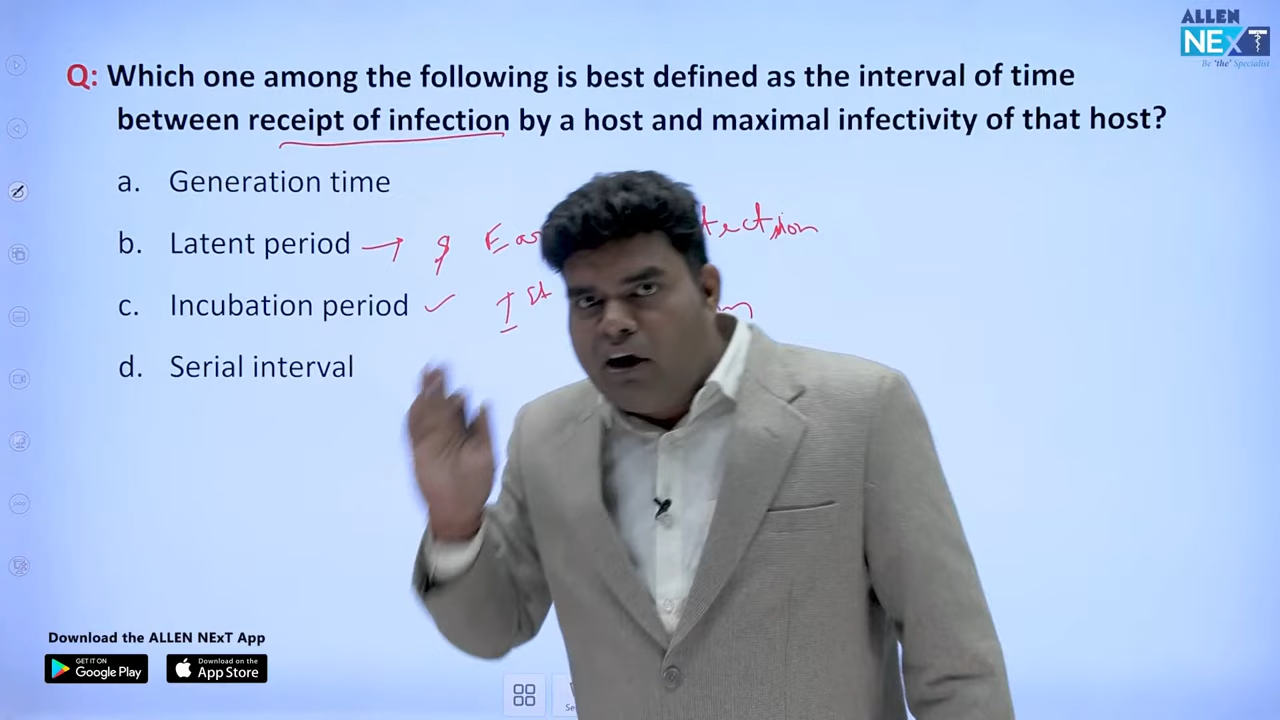 ALLEN
NExT
Be 'the' Specialist
Q: Which one among the following is best defined as the interval of time
between receipt of infection by a host and maximal infectivity of that host?
a. Generation time
b. Latent period →
c. Incubation period ✓ Ist
d. Serial interval
Download the ALLEN NExT App
GET IT ON
Google Play
Download on the
App Store